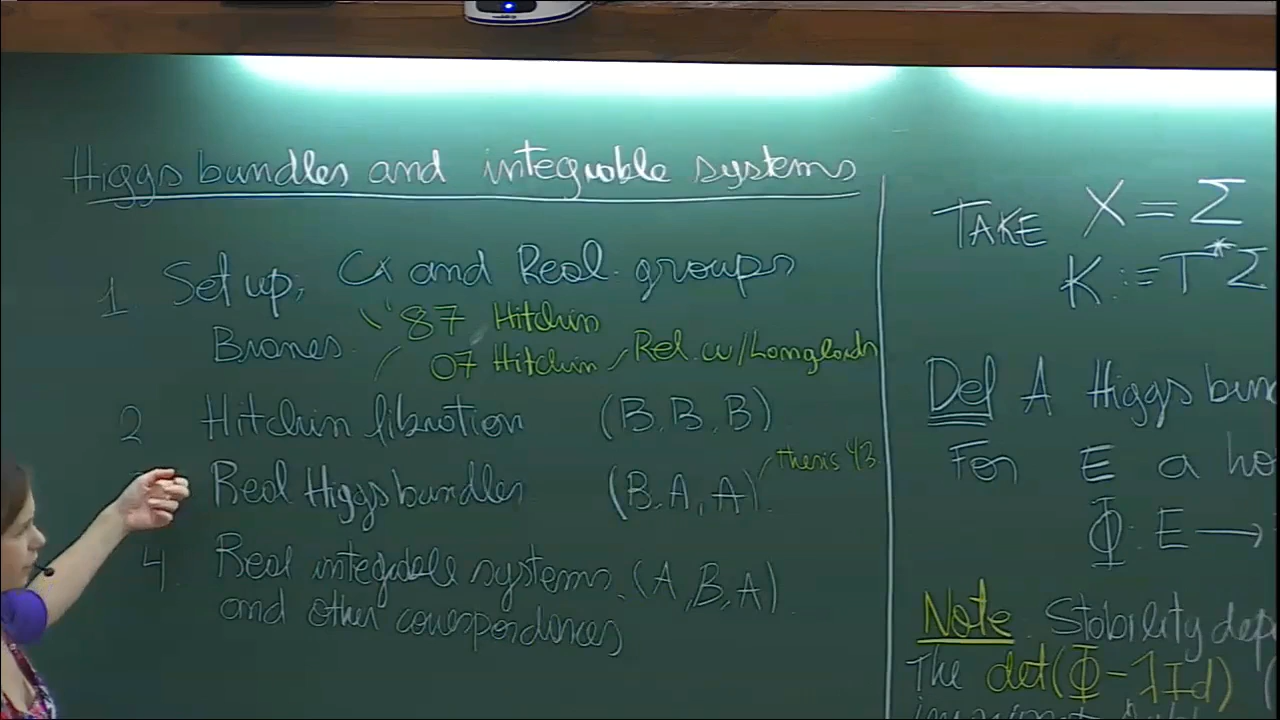 Higgs bundles and integrable systems
1 Set up, Cx and Real groups
'87 Hitchin
Branes.
07 Hitchin Rel. w/Langlands
2 Hitchin fibration (B, B, B)
thesis '13
Real Higgs bundles (B, A, A)
4 Real integrable systems, (A, B, A)
and other correspondences
TAKE X = Σ
K := T*Σ
Def A Higgs bun
For E a ho
Φ: E →
Note Stability dep
The det(Φ - λId) (